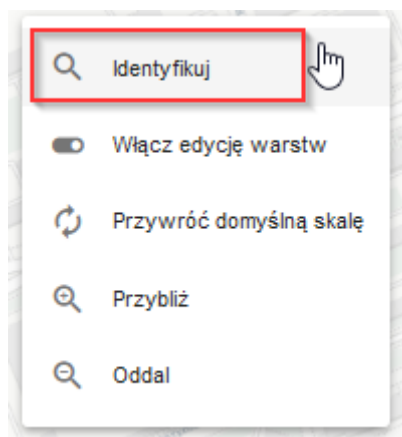 Identyfikuj
Włącz edycję warstw
Przywróć domyślną skalę
Przybliż
Oddal